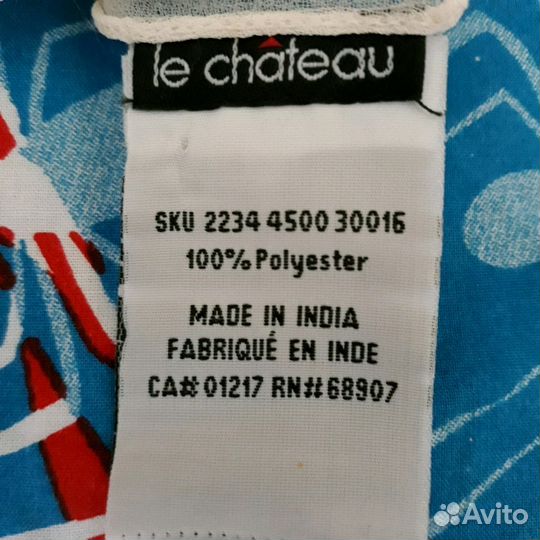 le château
SKU 2234 4500 30016
100% Polyester
MADE IN INDIA
FABRIQUÉ EN INDE
CA# 01217 RN# 68907
Avito